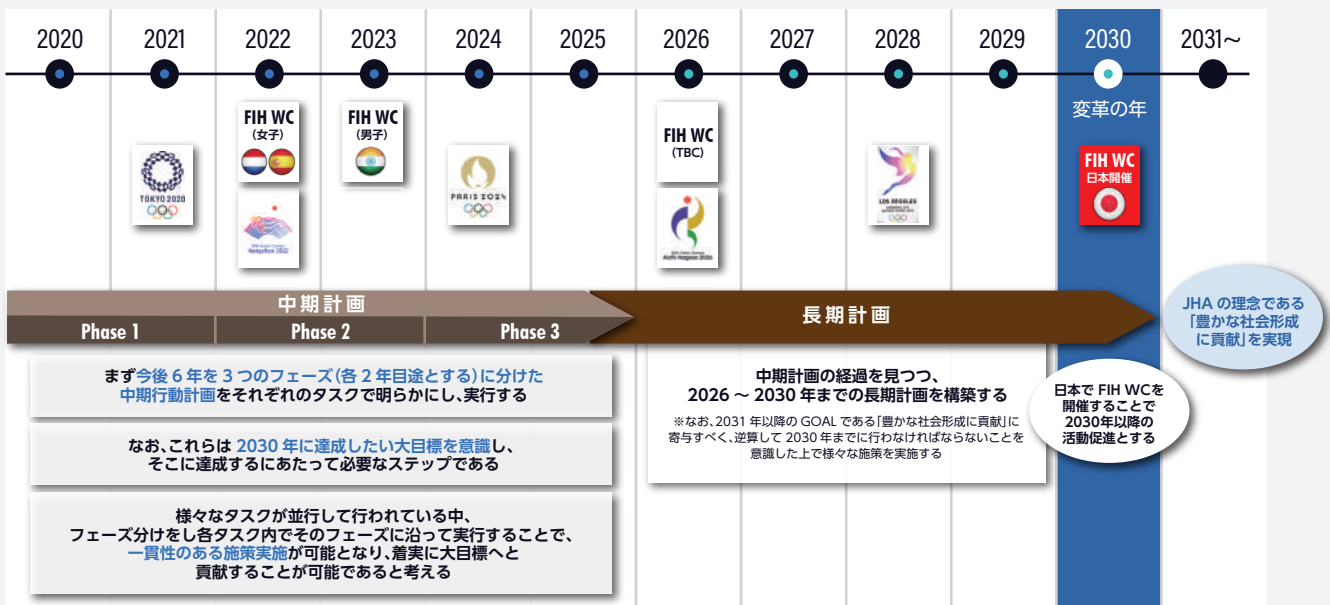 2020
2021
2022
2023
2024
2025
2026
2027
2028
2029
2030
2031～
変革の年
TOKYO 2020
FIH WC
(女子)
Hangzhou 2022
FIH WC
(男子)
PARIS 2024
FIH WC
(TBC)
Aichi-Nagoya 2026
LOS ANGELES
FIH WC
日本開催
中期計画
Phase 1
Phase 2
Phase 3
長期計画
JHA の理念である
「豊かな社会形成
に貢献」を実現
まず今後 6 年を 3 つのフェーズ(各 2 年目途とする)に分けた
中期行動計画をそれぞれのタスクで明らかにし、実行する
なお、これらは 2030 年に達成したい大目標を意識し、
そこに達成するにあたって必要なステップである
様々なタスクが並行して行われている中、
フェーズ分けをし各タスク内でそのフェーズに沿って実行することで、
一貫性のある施策実施が可能となり、着実に大目標へと
貢献することが可能であると考える
中期計画の経過を見つつ、
2026 ～ 2030 年までの長期計画を構築する
※なお、2031 年以降の GOAL である「豊かな社会形成に貢献」に
寄与すべく、逆算して 2030 年までに行わなければならないことを
意識した上で様々な施策を実施する
日本で FIH WCを
開催することで
2030年以降の
活動促進とする